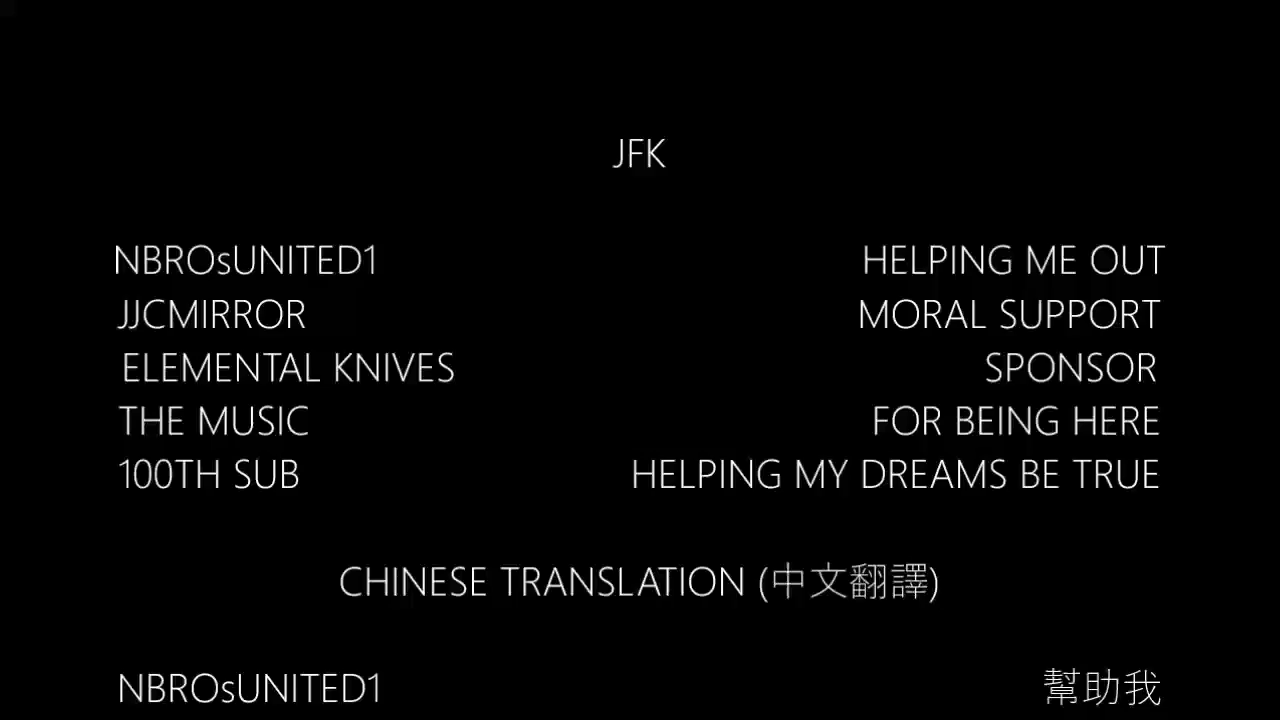 JFK
NBROsUNITED1 HELPING ME OUT
JJCMIRROR MORAL SUPPORT
ELEMENTAL KNIVES SPONSOR
THE MUSIC FOR BEING HERE
100TH SUB HELPING MY DREAMS BE TRUE
CHINESE TRANSLATION (中文翻譯)
NBROsUNITED1 幫助我